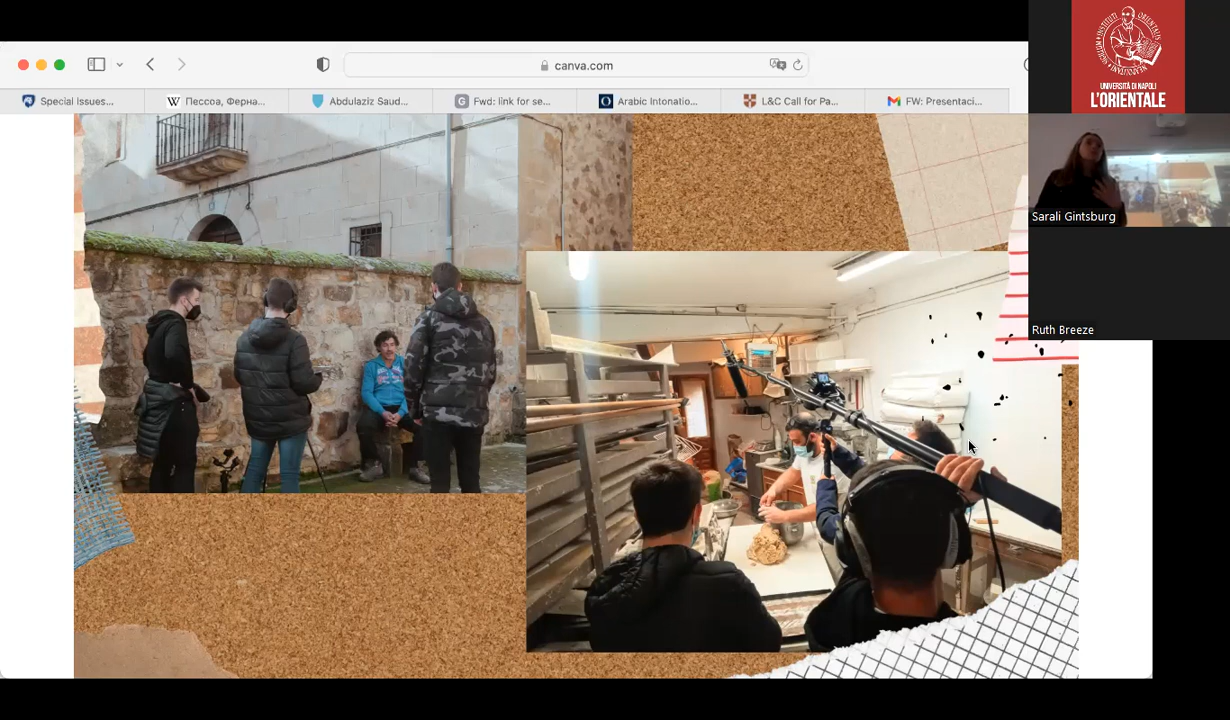 canva.com
Special Issues...
Пессоа, Ферна...
Abdulaziz Saud...
Fwd: link for se...
Arabic Intonatio...
L&C Call for Pa...
FW: Presentaci...
UNIVERSITÀ DI NAPOLI
L'ORIENTALE
Sarali Gintsburg
Ruth Breeze